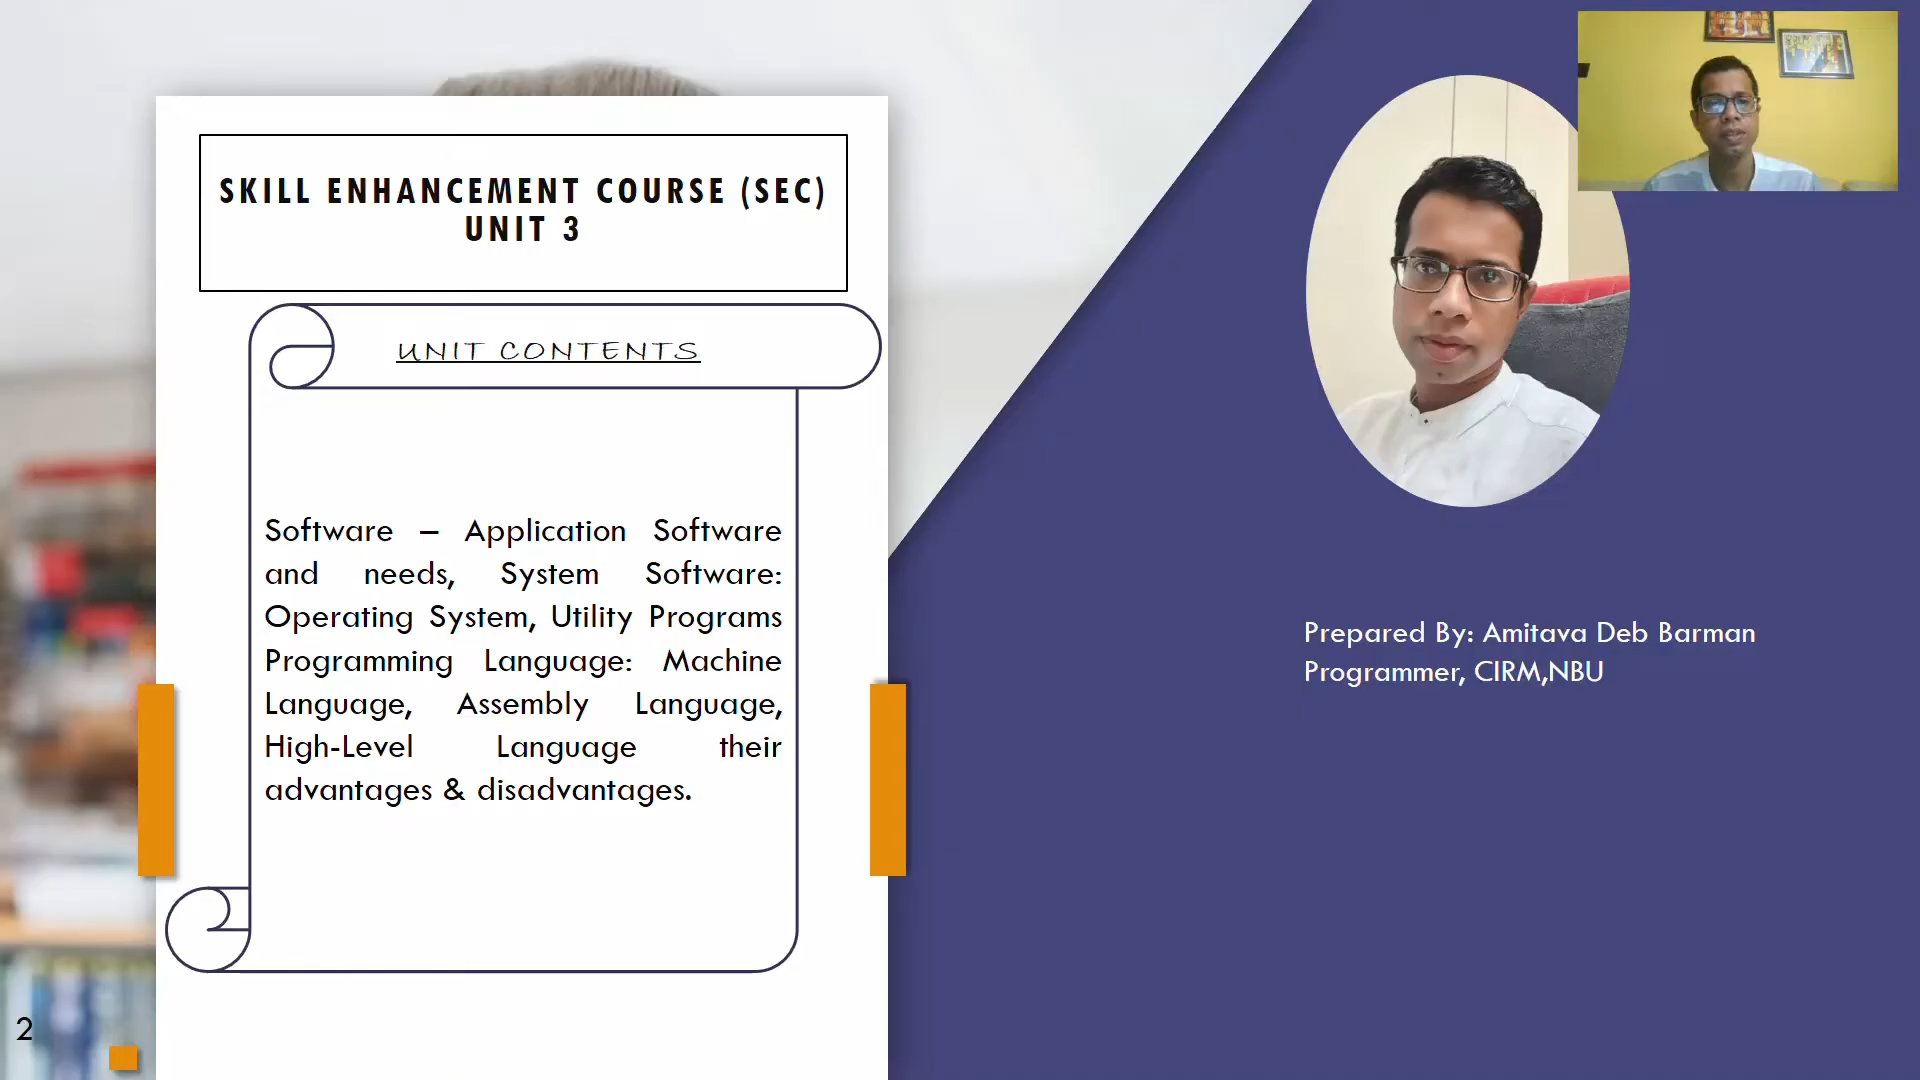 SKILL ENHANCEMENT COURSE (SEC)
UNIT 3
UNIT CONTENTS
Software – Application Software
and needs, System Software:
Operating System, Utility Programs
Programming Language: Machine
Language, Assembly Language,
High-Level Language their
advantages & disadvantages.
Prepared By: Amitava Deb Barman
Programmer, CIRM,NBU
2